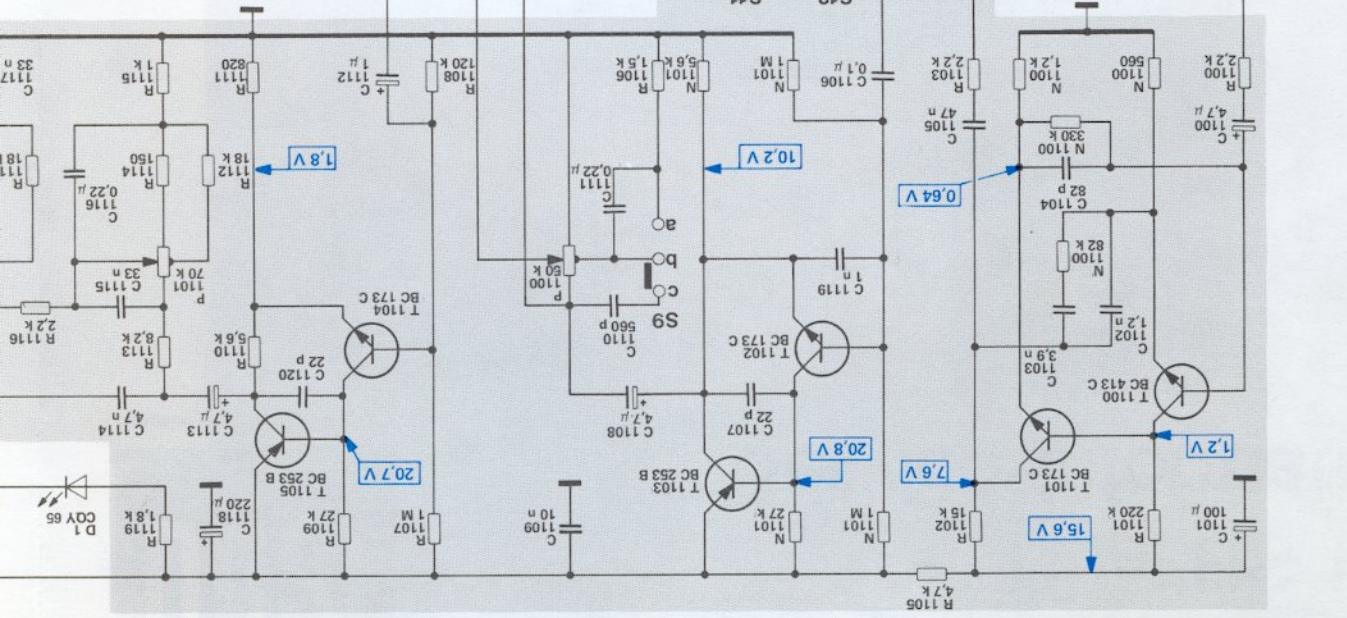 R 1105
4,7 k
C
1101
100 µ
R
1101
220 k
15,6 V
R
1102
15 k
N
1101
1 M
N
1101
27 k
C
1109
10 n
R
1107
1 M
R
1109
27 k
C
1118
220 µ
R
1119
1,8 k
D 1
CQY 65
1,2 V
T 1101
BC 173 C
7,6 V
20,8 V
T 1103
BC 253 B
20,7 V
T 1105
BC 253 B
T 1100
BC 413 C
C 1107
22 p
C 1108
4,7 µ
C 1120
22 p
C 1113
4,7 µ
C 1114
4,7 n
C
1102
1,2 n
C
1103
3,9 n
T 1102
BC 173 C
S9
C
1110
560 p
T 1104
BC 173 C
R
1110
5,6 k
R
1113
8,2 k
R 1116
2,2 k
N
1100
82 k
C 1119
1 n
c
b
a
P
1100
50 k
P
1101
70 k
C 1115
33 n
C 1104
82 p
0,64 V
C
1111
0,22 µ
C
1116
0,22 µ
N 1100
330 k
10,2 V
1,8 V
R
1112
18 k
R
1114
150
R
111
18 k
C
1100
4,7 µ
C
1105
47 n
R
1100
2,2 k
N
1100
560
N
1100
1,2 k
R
1103
2,2 k
C 1106
0,1 µ
N
1101
1 M
N
1101
5,6 k
R
1106
1,5 k
R
1108
120 k
C
1112
1 µ
R
1111
820
R
1115
1 k
C
1117
33 n